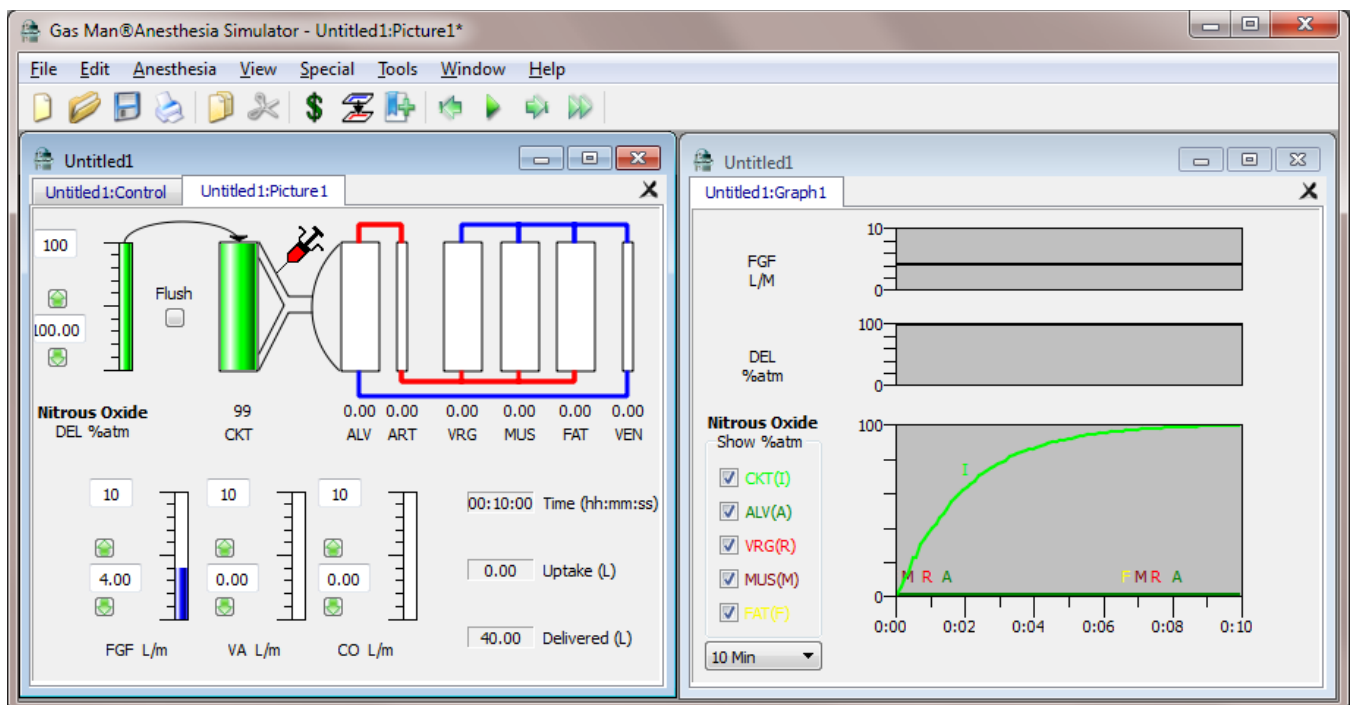 Gas Man®Anesthesia Simulator - Untitled1:Picture1*
File Edit Anesthesia View Special Tools Window Help
$
Untitled1
Untitled1:Control Untitled1:Picture1
100
Flush
100.00
Nitrous Oxide
DEL %atm
99
CKT
0.00 0.00 0.00 0.00 0.00 0.00
ALV ART VRG MUS FAT VEN
10 10 10
00:10:00 Time (hh:mm:ss)
4.00 0.00 0.00
0.00 Uptake (L)
40.00 Delivered (L)
FGF L/m VA L/m CO L/m
Untitled1
Untitled1:Graph1
10
FGF
L/M
0
100
DEL
%atm
0
Nitrous Oxide
Show %atm
CKT(I)
ALV(A)
VRG(R)
MUS(M)
FAT(F)
10 Min
100
I
M R A F M R A
0
0:00 0:02 0:04 0:06 0:08 0:10